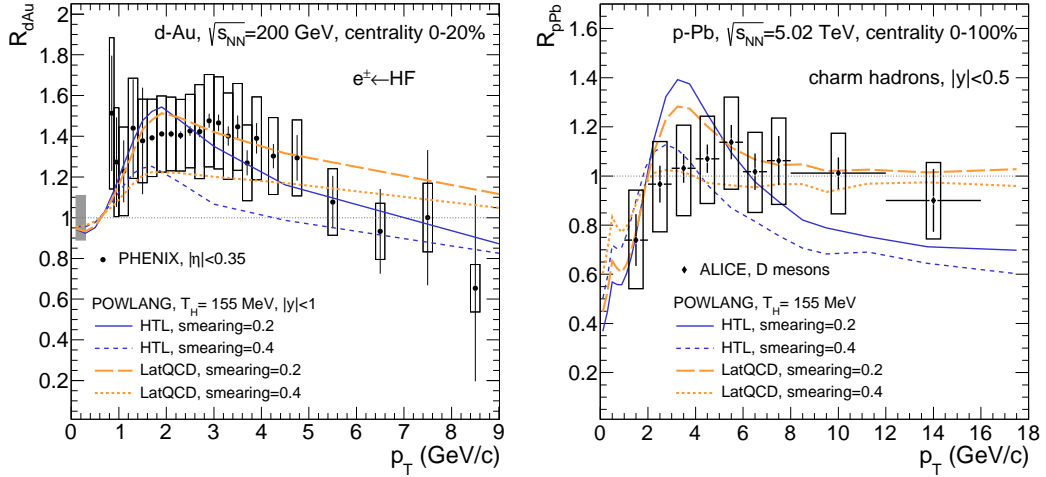 R_dAu
d-Au, √s_NN=200 GeV, centrality 0-20%
e±←HF
PHENIX, |η|<0.35
POWLANG, T_H= 155 MeV, |y|<1
HTL, smearing=0.2
HTL, smearing=0.4
LatQCD, smearing=0.2
LatQCD, smearing=0.4
2
1.8
1.6
1.4
1.2
1
0.8
0.6
0.4
0.2
0 1 2 3 4 5 6 7 8 9
p_T (GeV/c)
R_pPb
p-Pb, √s_NN=5.02 TeV, centrality 0-100%
charm hadrons, |y|<0.5
ALICE, D mesons
POWLANG, T_H= 155 MeV
HTL, smearing=0.2
HTL, smearing=0.4
LatQCD, smearing=0.2
LatQCD, smearing=0.4
1.6
1.4
1.2
1
0.8
0.6
0.4
0.2
0 2 4 6 8 10 12 14 16 18
p_T (GeV/c)